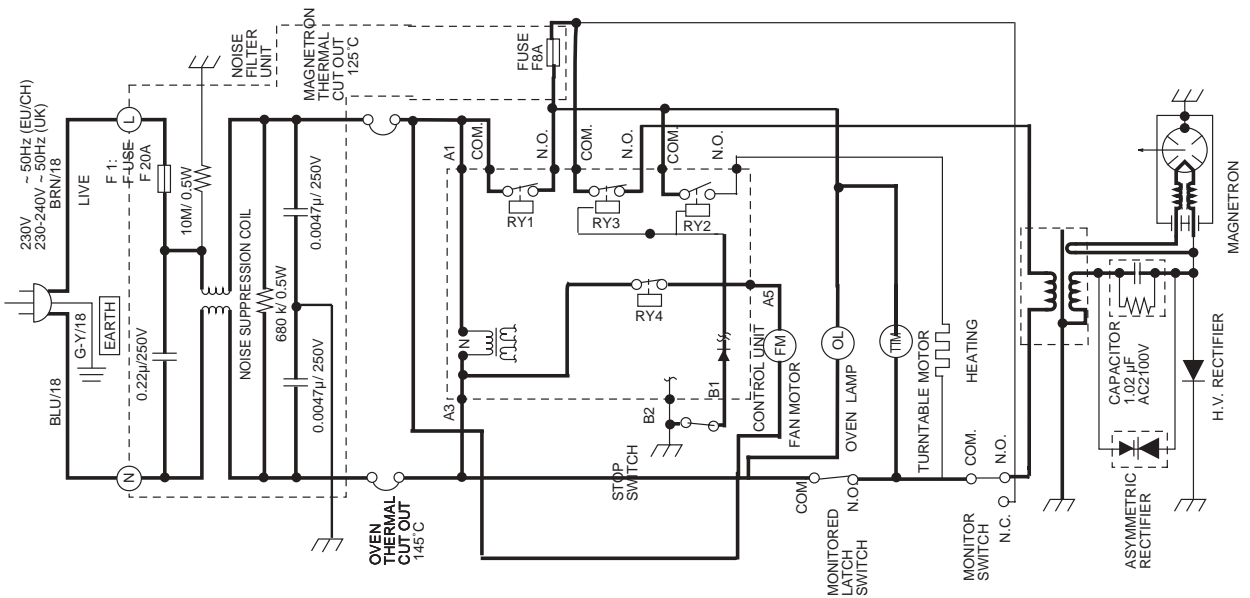 230V ~ 50Hz (EU/CH)
230-240V ~ 50Hz (UK)
BRN/18
LIVE
G-Y/18
EARTH
BLU/18
L
N
F 1:
FUSE
F 20A
10M/ 0.5W
0.22µ/250V
NOISE
FILTER
UNIT
NOISE SUPPRESSION COIL
680 k/ 0.5W
0.0047µ/ 250V
0.0047µ/ 250V
MAGNETRON
THERMAL
CUT OUT
125˚C
OVEN
THERMAL
CUT OUT
145˚C
FUSE
F8A
A1
COM.
N.O.
COM.
N.O.
COM.
N.O.
RY1
RY3
RY2
RY4
N
A3
A5
B1
B2
CONTROL UNIT
STOP
SWITCH
FM
FAN MOTOR
OL
OVEN LAMP
TTM
TURNTABLE MOTOR
HEATING
COM
N.O.
MONITORED
LATCH
SWITCH
COM.
N.O.
N.C.
MONITOR
SWITCH
CAPACITOR
1.02 µF
AC2100V
ASYMMETRIC
RECTIFIER
H.V. RECTIFIER
MAGNETRON